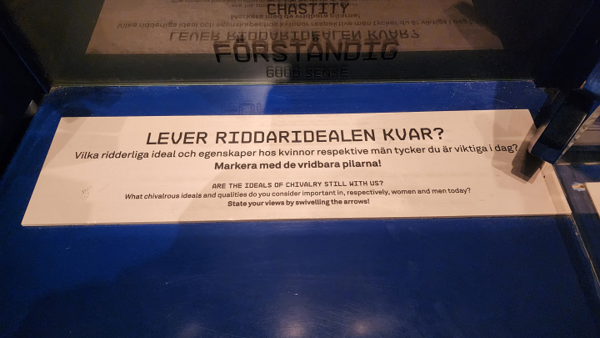 CHASTITY
FÖRSTÅNDIG
GOOD SENSE
LEVER RIDDARIDEALEN KVAR?
Vilka ridderliga ideal och egenskaper hos kvinnor respektive män tycker du är viktiga i dag?
Markera med de vridbara pilarna!
ARE THE IDEALS OF CHIVALRY STILL WITH US?
What chivalrous ideals and qualities do you consider important in, respectively, women and men today?
State your views by swivelling the arrows!